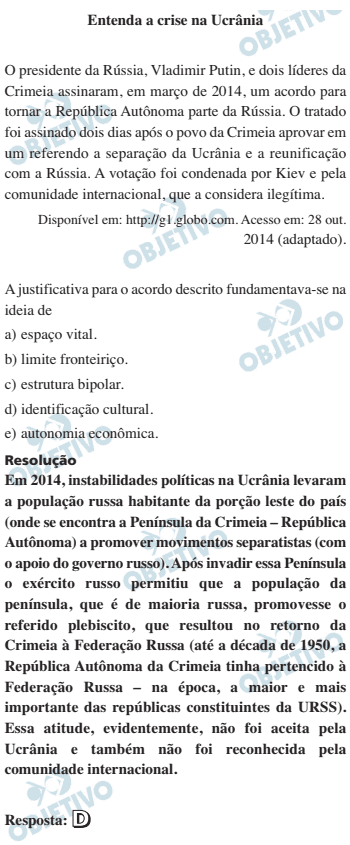 Entenda a crise na Ucrânia
O presidente da Rússia, Vladimir Putin, e dois líderes da
Crimeia assinaram, em março de 2014, um acordo para
tornar a República Autônoma parte da Rússia. O tratado
foi assinado dois dias após o povo da Crimeia aprovar em
um referendo a separação da Ucrânia e a reunificação
com a Rússia. A votação foi condenada por Kiev e pela
comunidade internacional, que a considera ilegítima.
Disponível em: http://g1.globo.com. Acesso em: 28 out.
2014 (adaptado).
A justificativa para o acordo descrito fundamentava-se na
ideia de
a) espaço vital.
b) limite fronteiriço.
c) estrutura bipolar.
d) identificação cultural.
e) autonomia econômica.
Resolução
Em 2014, instabilidades políticas na Ucrânia levaram
a população russa habitante da porção leste do país
(onde se encontra a Península da Crimeia – República
Autônoma) a promover movimentos separatistas (com
o apoio do governo russo). Após invadir essa Península
o exército russo permitiu que a população da
península, que é de maioria russa, promovesse o
referido plebiscito, que resultou no retorno da
Crimeia à Federação Russa (até a década de 1950, a
República Autônoma da Crimeia tinha pertencido à
Federação Russa – na época, a maior e mais
importante das repúblicas constituintes da URSS).
Essa atitude, evidentemente, não foi aceita pela
Ucrânia e também não foi reconhecida pela
comunidade internacional.
Resposta: D
OBJETIVO
OBJETIVO
OBJETIVO
OBJETIVO
OBJETIVO
OBJETIVO
OBJETIVO
OBJETIVO